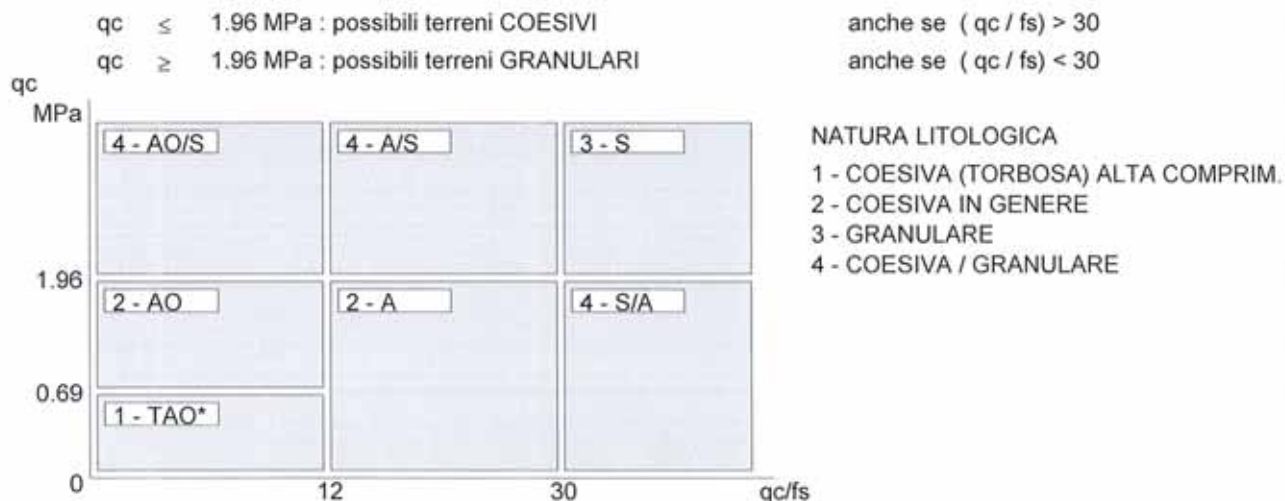 qc ≤ 1.96 MPa : possibili terreni COESIVI anche se ( qc / fs) > 30
qc ≥ 1.96 MPa : possibili terreni GRANULARI anche se ( qc / fs) < 30
qc
MPa
4 - AO/S 4 - A/S 3 - S
NATURA LITOLOGICA
1 - COESIVA (TORBOSA) ALTA COMPRIM.
2 - COESIVA IN GENERE
3 - GRANULARE
4 - COESIVA / GRANULARE
1.96
2 - AO 2 - A 4 - S/A
0.69
1 - TAO*
0
12 30 qc/fs